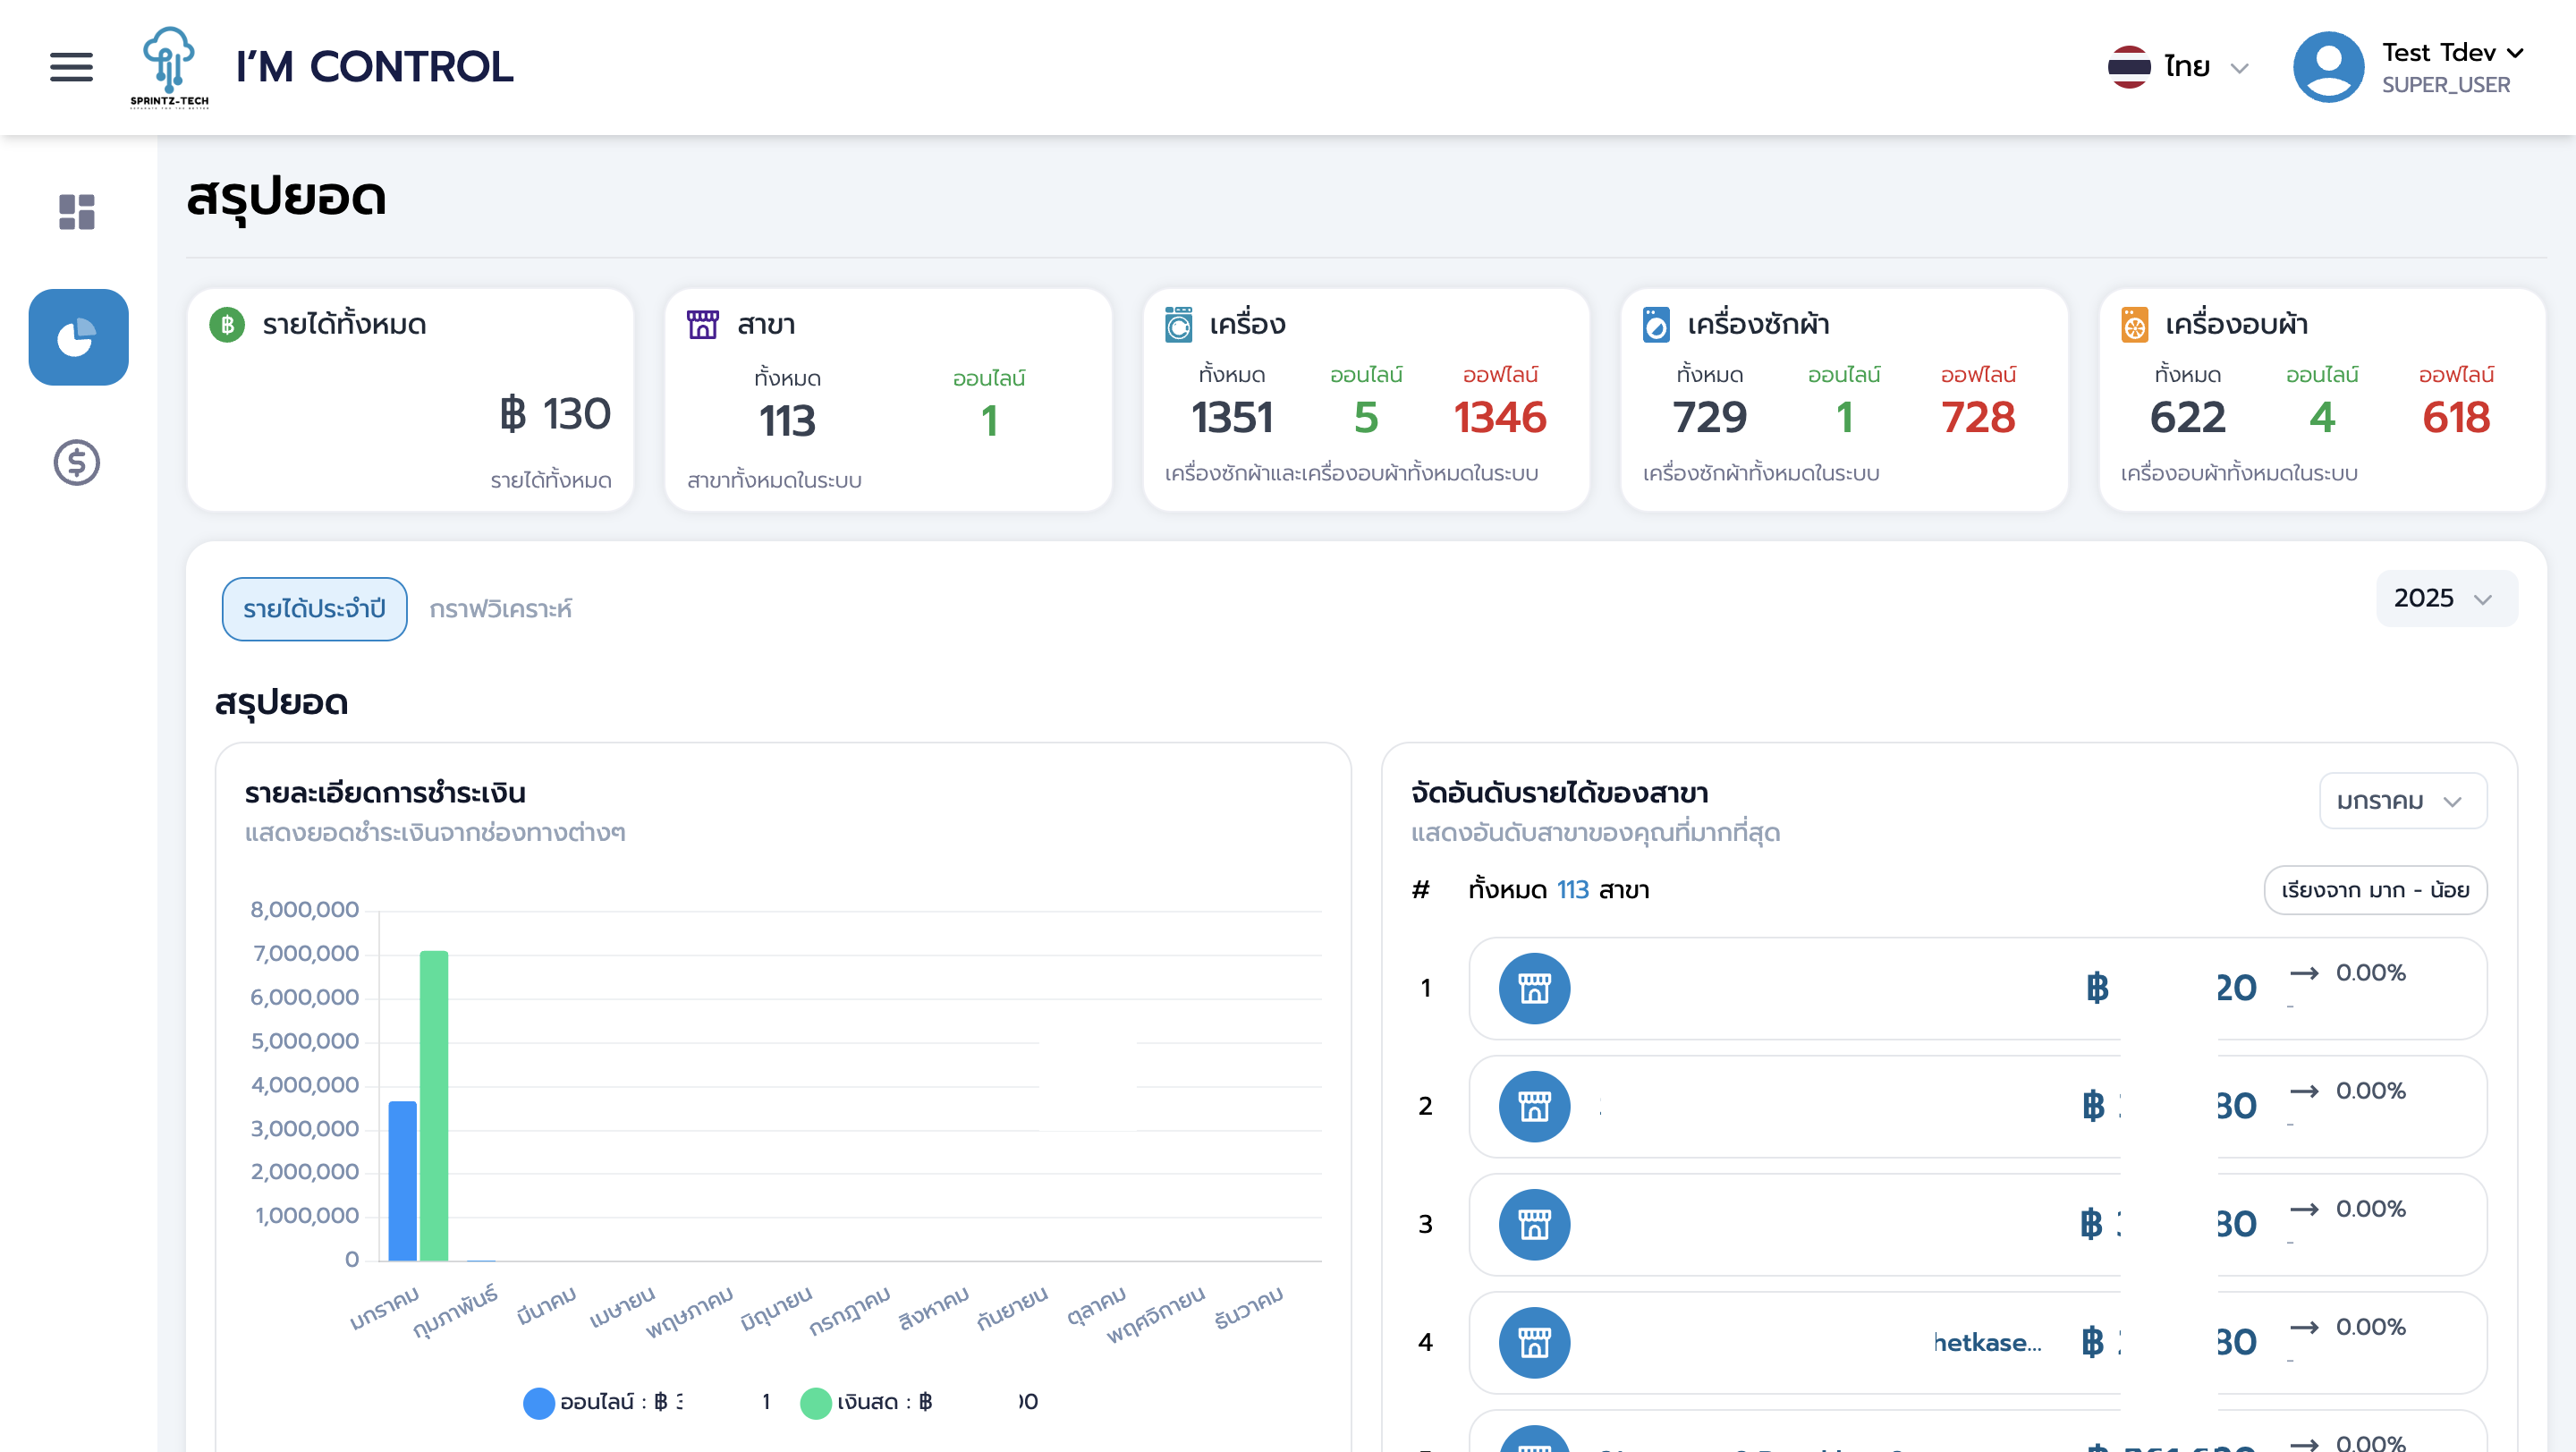 SPRINTZ-TECH
I'M CONTROL
ไทย
Test Tdev
SUPER_USER
สรุปยอด
รายได้ทั้งหมด
฿ 130
รายได้ทั้งหมด
สาขา
ทั้งหมด ออนไลน์
113 1
สาขาทั้งหมดในระบบ
เครื่อง
ทั้งหมด ออนไลน์ ออฟไลน์
1351 5 1346
เครื่องซักผ้าและเครื่องอบผ้าทั้งหมดในระบบ
เครื่องซักผ้า
ทั้งหมด ออนไลน์ ออฟไลน์
729 1 728
เครื่องซักผ้าทั้งหมดในระบบ
เครื่องอบผ้า
ทั้งหมด ออนไลน์ ออฟไลน์
622 4 618
เครื่องอบผ้าทั้งหมดในระบบ
รายได้ประจำปี กราฟวิเคราะห์
2025
สรุปยอด
รายละเอียดการชำระเงิน
แสดงยอดชำระเงินจากช่องทางต่างๆ
8,000,000
7,000,000
6,000,000
5,000,000
4,000,000
3,000,000
2,000,000
1,000,000
0
มกราคม กุมภาพันธ์ มีนาคม เมษายน พฤษภาคม มิถุนายน กรกฎาคม สิงหาคม กันยายน ตุลาคม พฤศจิกายน ธันวาคม
ออนไลน์ : ฿ 1 เงินสด : ฿ 00
จัดอันดับรายได้ของสาขา
แสดงอันดับสาขาของคุณที่มากที่สุด
มกราคม
# ทั้งหมด 113 สาขา
เรียงจาก มาก - น้อย
1 ฿ 20 → 0.00%
-
2 ฿ 80 → 0.00%
-
3 ฿ 80 → 0.00%
-
4 hetkase... ฿ 80 → 0.00%
-
0.00%